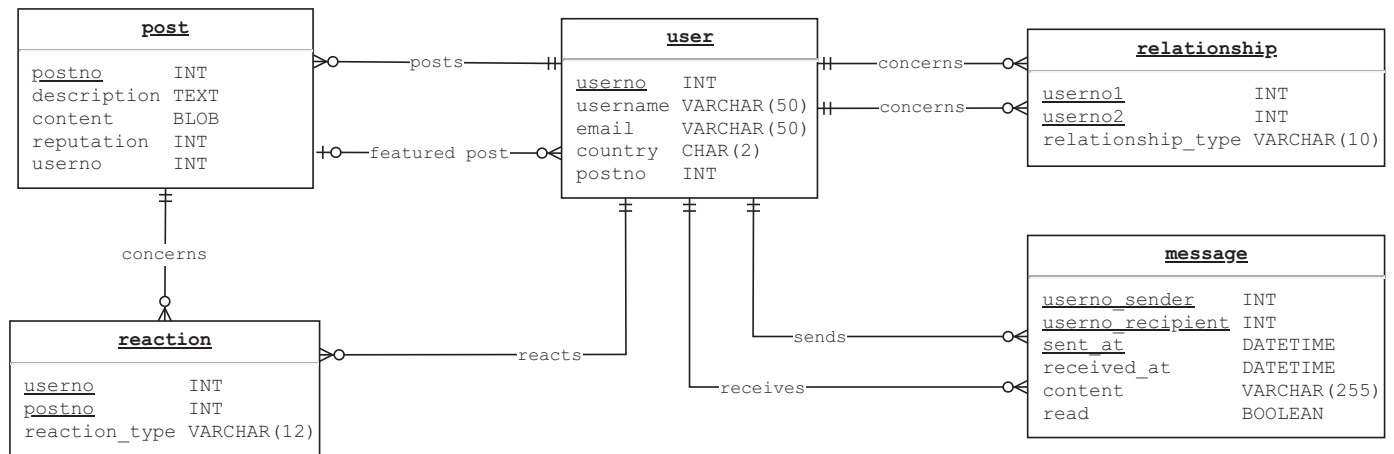 post
postno INT
description TEXT
content BLOB
reputation INT
userno INT
posts
featured post
user
userno INT
username VARCHAR(50)
email VARCHAR(50)
country CHAR(2)
postno INT
concerns
concerns
relationship
userno1 INT
userno2 INT
relationship_type VARCHAR(10)
concerns
reaction
userno INT
postno INT
reaction_type VARCHAR(12)
reacts
sends
receives
message
userno_sender INT
userno_recipient INT
sent_at DATETIME
received_at DATETIME
content VARCHAR(255)
read BOOLEAN